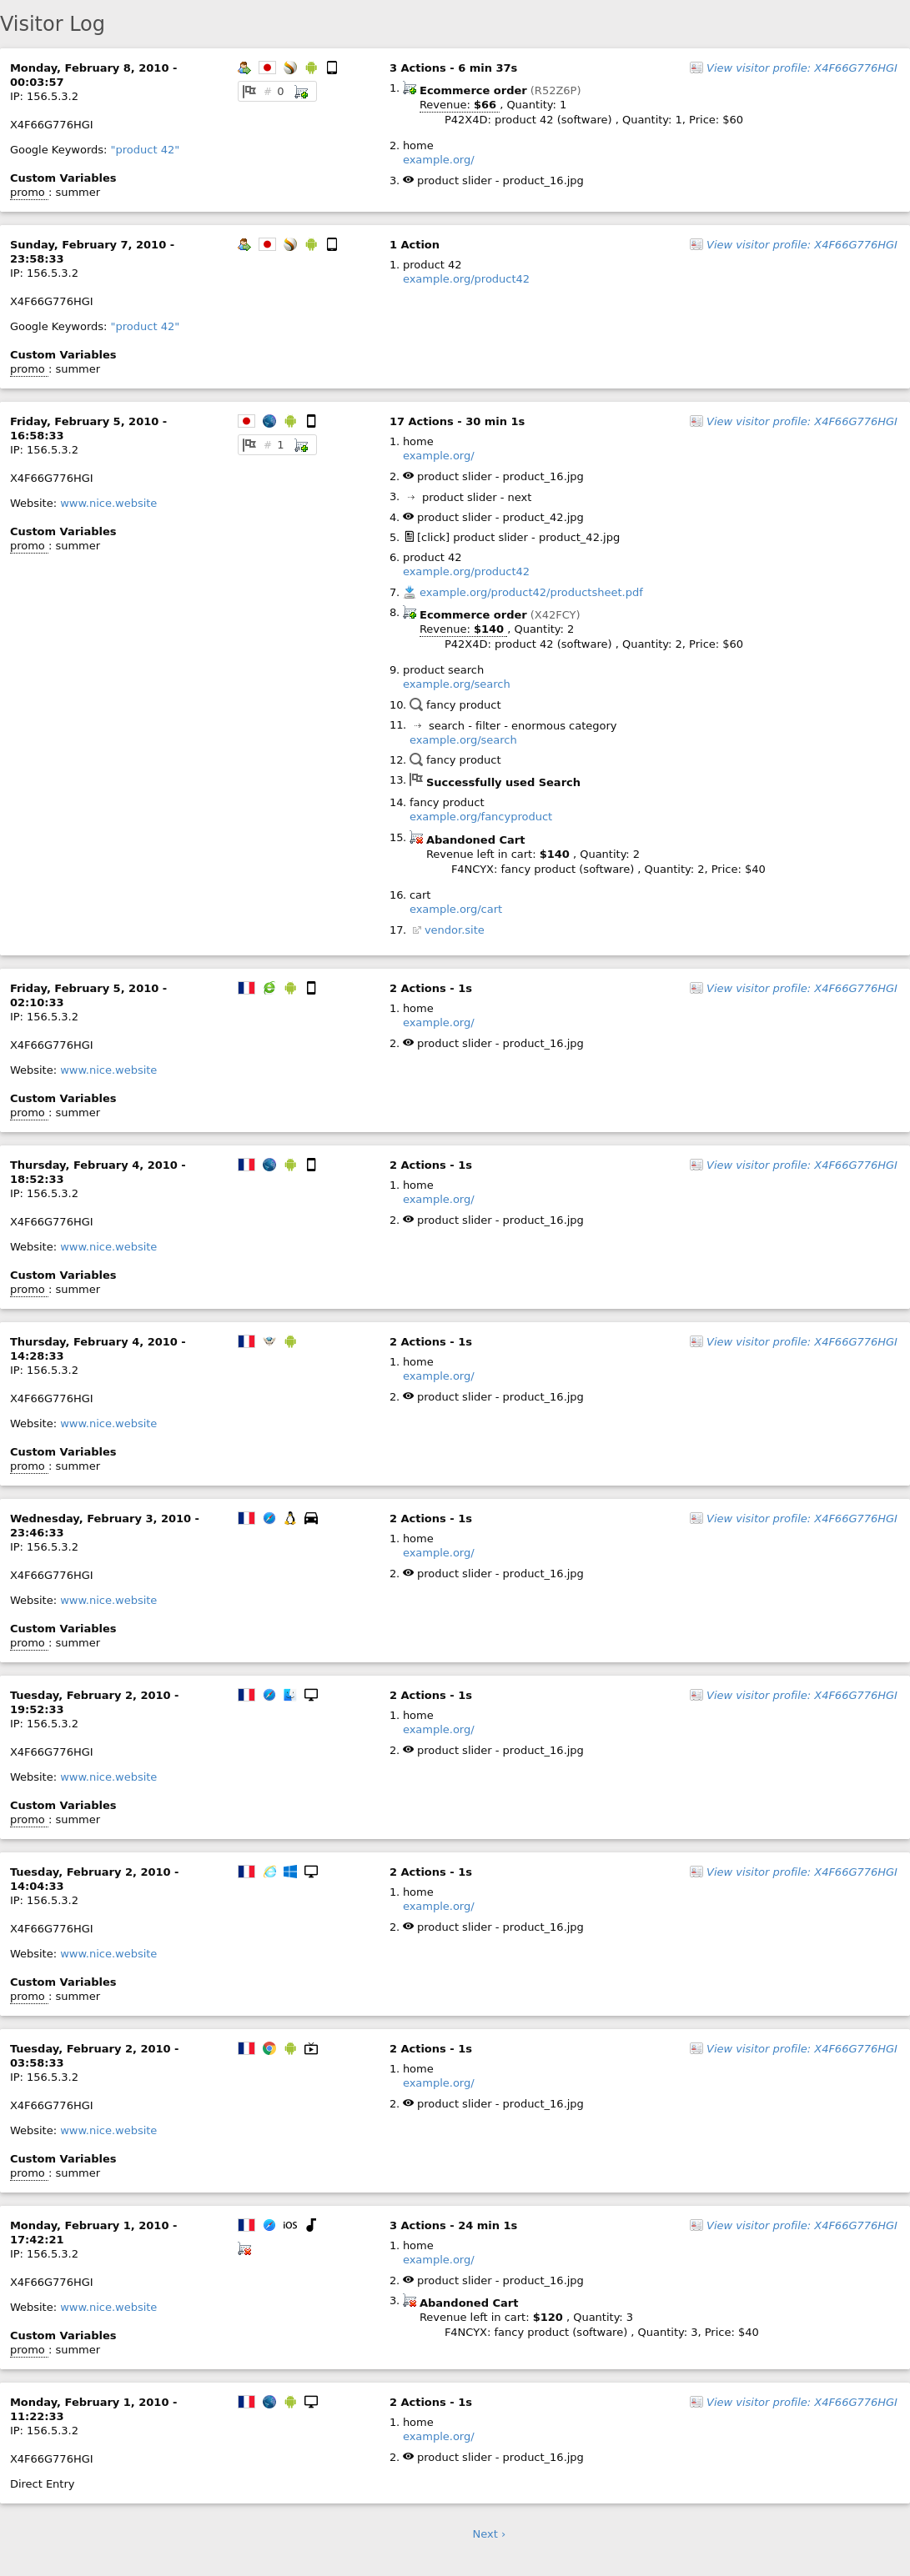 Visitor Log
Monday, February 8, 2010 -
00:03:57
IP: 156.5.3.2
X4F66G776HGI
Google Keywords: "product 42"
Custom Variables
promo : summer
# 0
3 Actions - 6 min 37s
1. Ecommerce order (R52Z6P)
Revenue: $66 , Quantity: 1
P42X4D: product 42 (software) , Quantity: 1, Price: $60
2. home
example.org/
3. product slider - product_16.jpg
View visitor profile: X4F66G776HGI
Sunday, February 7, 2010 -
23:58:33
IP: 156.5.3.2
X4F66G776HGI
Google Keywords: "product 42"
Custom Variables
promo : summer
1 Action
1. product 42
example.org/product42
View visitor profile: X4F66G776HGI
Friday, February 5, 2010 -
16:58:33
IP: 156.5.3.2
X4F66G776HGI
Website: www.nice.website
Custom Variables
promo : summer
# 1
17 Actions - 30 min 1s
1. home
example.org/
2. product slider - product_16.jpg
3. → product slider - next
4. product slider - product_42.jpg
5. [click] product slider - product_42.jpg
6. product 42
example.org/product42
7. example.org/product42/productsheet.pdf
8. Ecommerce order (X42FCY)
Revenue: $140 , Quantity: 2
P42X4D: product 42 (software) , Quantity: 2, Price: $60
9. product search
example.org/search
10. fancy product
11. → search - filter - enormous category
example.org/search
12. fancy product
13. Successfully used Search
14. fancy product
example.org/fancyproduct
15. Abandoned Cart
Revenue left in cart: $140 , Quantity: 2
F4NCYX: fancy product (software) , Quantity: 2, Price: $40
16. cart
example.org/cart
17. vendor.site
View visitor profile: X4F66G776HGI
Friday, February 5, 2010 -
02:10:33
IP: 156.5.3.2
X4F66G776HGI
Website: www.nice.website
Custom Variables
promo : summer
2 Actions - 1s
1. home
example.org/
2. product slider - product_16.jpg
View visitor profile: X4F66G776HGI
Thursday, February 4, 2010 -
18:52:33
IP: 156.5.3.2
X4F66G776HGI
Website: www.nice.website
Custom Variables
promo : summer
2 Actions - 1s
1. home
example.org/
2. product slider - product_16.jpg
View visitor profile: X4F66G776HGI
Thursday, February 4, 2010 -
14:28:33
IP: 156.5.3.2
X4F66G776HGI
Website: www.nice.website
Custom Variables
promo : summer
2 Actions - 1s
1. home
example.org/
2. product slider - product_16.jpg
View visitor profile: X4F66G776HGI
Wednesday, February 3, 2010 -
23:46:33
IP: 156.5.3.2
X4F66G776HGI
Website: www.nice.website
Custom Variables
promo : summer
2 Actions - 1s
1. home
example.org/
2. product slider - product_16.jpg
View visitor profile: X4F66G776HGI
Tuesday, February 2, 2010 -
19:52:33
IP: 156.5.3.2
X4F66G776HGI
Website: www.nice.website
Custom Variables
promo : summer
2 Actions - 1s
1. home
example.org/
2. product slider - product_16.jpg
View visitor profile: X4F66G776HGI
Tuesday, February 2, 2010 -
14:04:33
IP: 156.5.3.2
X4F66G776HGI
Website: www.nice.website
Custom Variables
promo : summer
2 Actions - 1s
1. home
example.org/
2. product slider - product_16.jpg
View visitor profile: X4F66G776HGI
Tuesday, February 2, 2010 -
03:58:33
IP: 156.5.3.2
X4F66G776HGI
Website: www.nice.website
Custom Variables
promo : summer
2 Actions - 1s
1. home
example.org/
2. product slider - product_16.jpg
View visitor profile: X4F66G776HGI
Monday, February 1, 2010 -
17:42:21
IP: 156.5.3.2
X4F66G776HGI
Website: www.nice.website
Custom Variables
promo : summer
iOS
3 Actions - 24 min 1s
1. home
example.org/
2. product slider - product_16.jpg
3. Abandoned Cart
Revenue left in cart: $120 , Quantity: 3
F4NCYX: fancy product (software) , Quantity: 3, Price: $40
View visitor profile: X4F66G776HGI
Monday, February 1, 2010 -
11:22:33
IP: 156.5.3.2
X4F66G776HGI
Direct Entry
2 Actions - 1s
1. home
example.org/
2. product slider - product_16.jpg
View visitor profile: X4F66G776HGI
Next ›